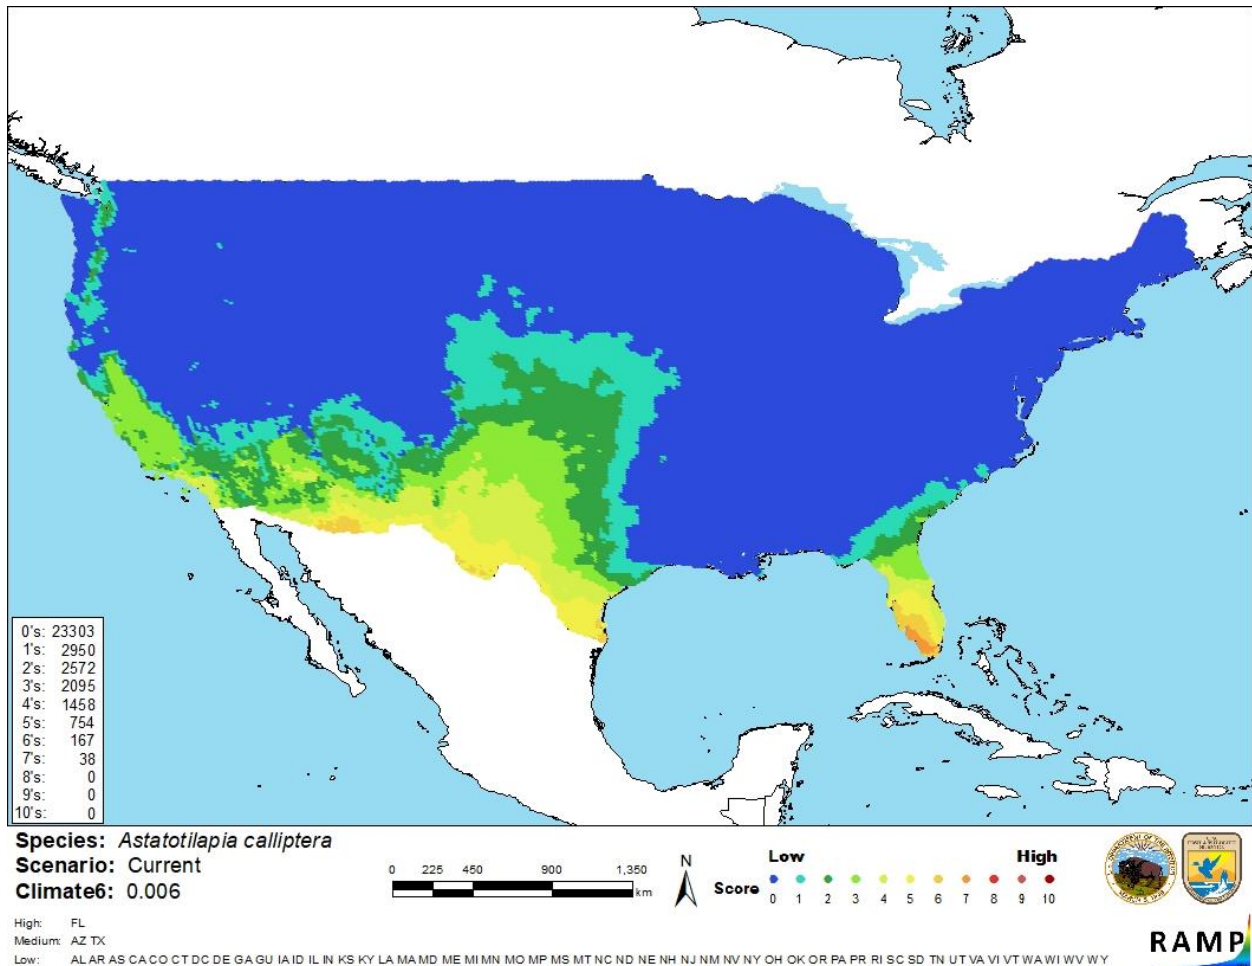 0's: 23303
1's: 2950
2's: 2572
3's: 2095
4's: 1458
5's: 754
6's: 167
7's: 38
8's: 0
9's: 0
10's: 0
Species: Astatotilapia calliptera
Scenario: Current
Climate6: 0.006
0 225 450 900 1,350
km
N
Low High
Score 0 1 2 3 4 5 6 7 8 9 10
High: FL
Medium: AZ TX
Low: AL AR AS CA CO CT DC DE GA GU IA ID IL IN KS KY LA MA MD ME MI MN MO MP MS MT NC ND NE NH NJ NM NV NY OH OK OR PA PR RI SC SD TN UT VA VI VT WA WI WV WY
RAMP